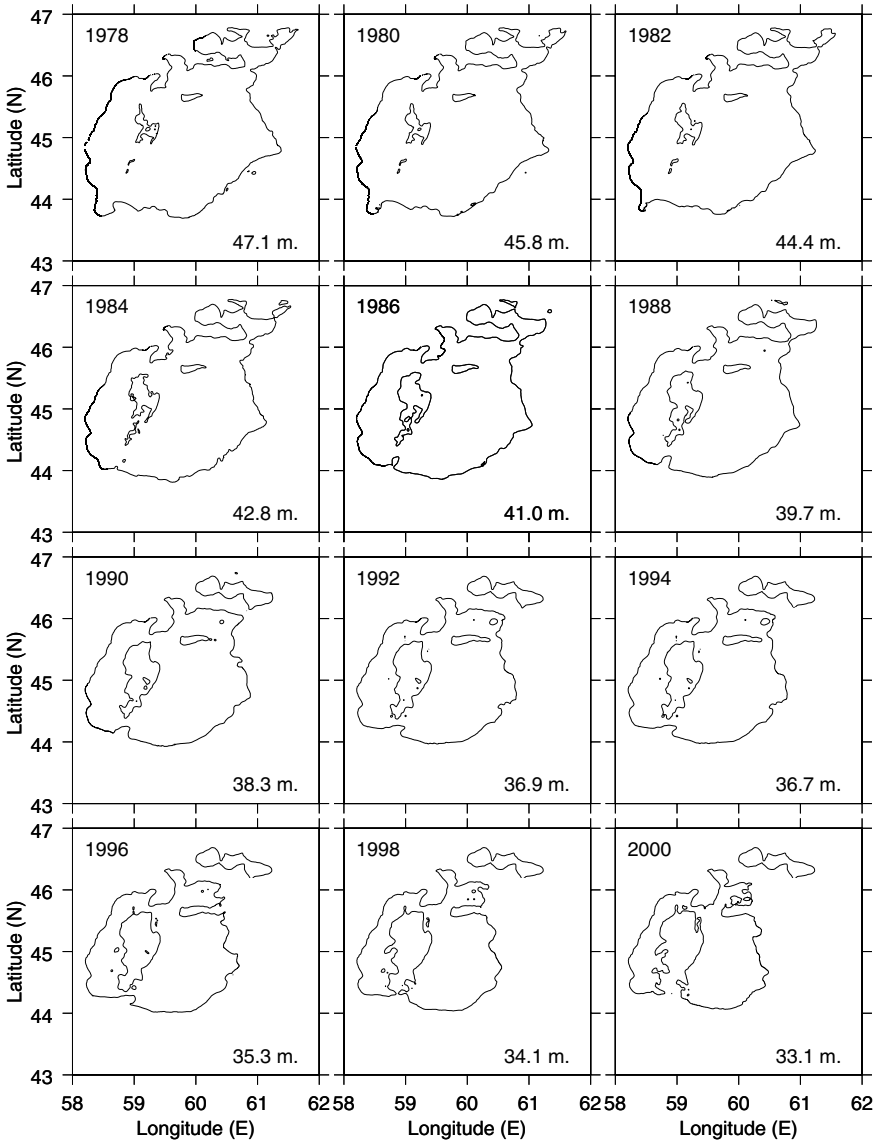 47
1978
1980
1982
46
Latitude (N)
45
44
47.1 m.
45.8 m.
44.4 m.
43
47
1984
1986
1988
46
Latitude (N)
45
44
42.8 m.
41.0 m.
39.7 m.
43
47
1990
1992
1994
46
Latitude (N)
45
44
38.3 m.
36.9 m.
36.7 m.
43
47
1996
1998
2000
46
Latitude (N)
45
44
35.3 m.
34.1 m.
33.1 m.
43
58 59 60 61 62 58 59 60 61 62 58 59 60 61 62
Longitude (E) Longitude (E) Longitude (E)